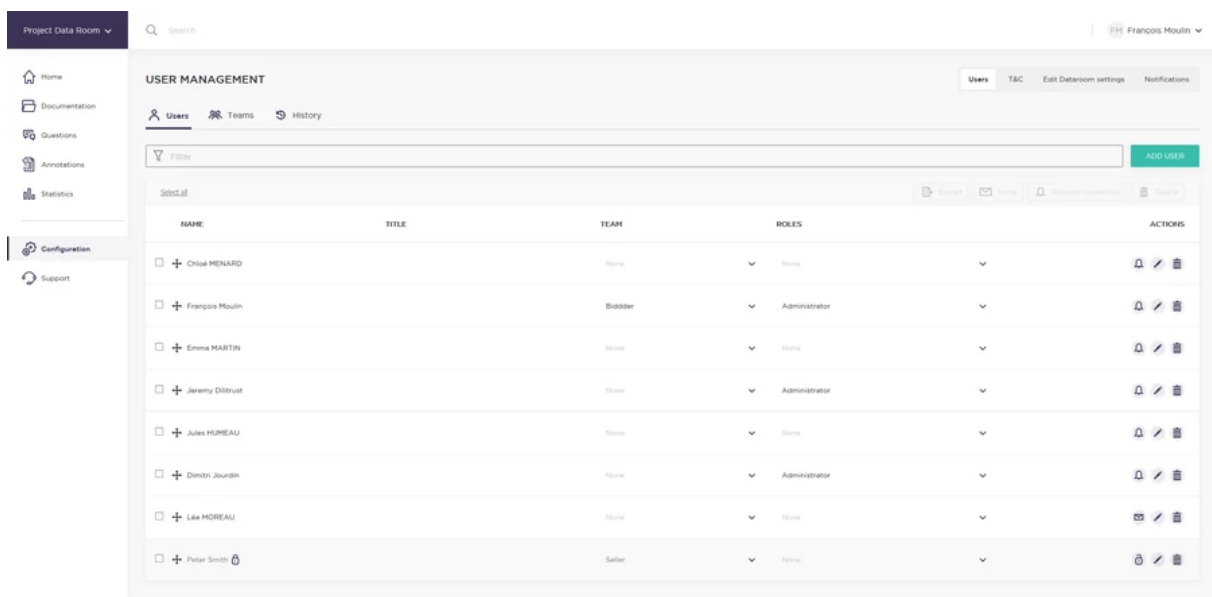 Project Data Room
Search
FM François Moulin
Home
Documentation
Questions
Annotations
Statistics
Configuration
Support
USER MANAGEMENT
Users T&C Edit Dataroom settings Notifications
Users Teams History
Filter ADD USER
Select all Export Invite Delete
NAME TITLE TEAM ROLES ACTIONS
Chloé MENARD None None
François Moulin Biddder Administrator
Emma MARTIN None None
Jeremy Dilitrust None Administrator
Jules HUMEAU None None
Dimitri Jourdin None Administrator
Léa MOREAU None None
Peter Smith Seller None